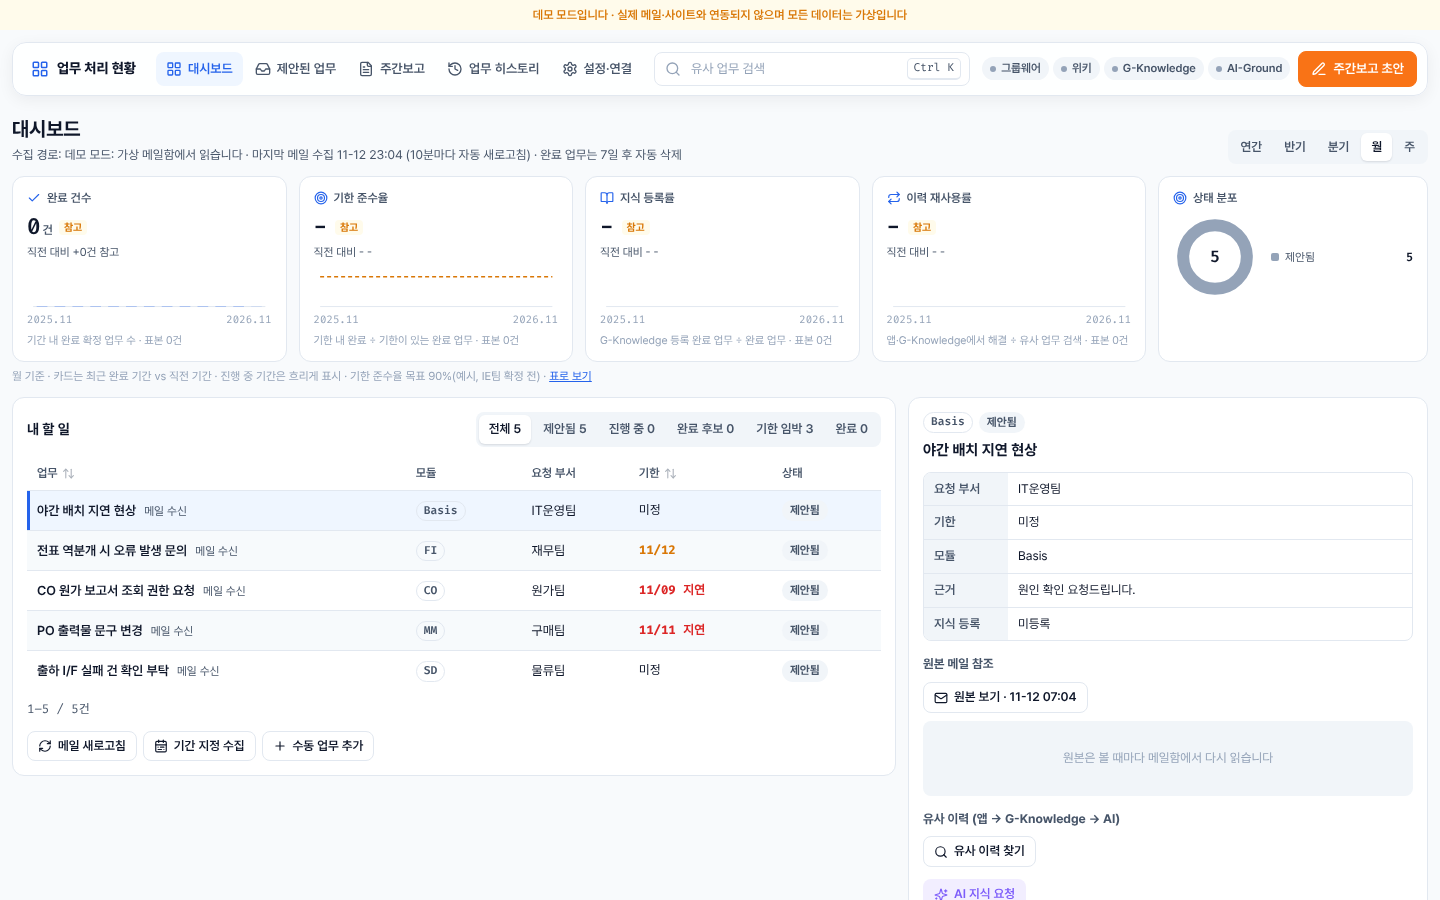 데모 모드입니다 · 실제 메일·사이트와 연동되지 않으며 모든 데이터는 가상입니다
업무 처리 현황 대시보드 제안된 업무 주간보고 업무 히스토리 설정·연결 유사 업무 검색 Ctrl K 그룹웨어 위키 G-Knowledge AI-Ground 주간보고 초안
대시보드
수집 경로: 데모 모드: 가상 메일함에서 읽습니다 · 마지막 메일 수집 11-12 23:04 (10분마다 자동 새로고침) · 완료 업무는 7일 후 자동 삭제
연간 반기 분기 월 주
완료 건수
0건 참고
직전 대비 +0건 참고
2025.11 2026.11
기간 내 완료 확정 업무 수 · 표본 0건
기한 준수율
– 참고
직전 대비 - -
2025.11 2026.11
기한 내 완료 ÷ 기한이 있는 완료 업무 · 표본 0건
지식 등록률
– 참고
직전 대비 - -
2025.11 2026.11
G-Knowledge 등록 완료 업무 ÷ 완료 업무 · 표본 0건
이력 재사용률
– 참고
직전 대비 - -
2025.11 2026.11
앱·G-Knowledge에서 해결 ÷ 유사 업무 검색 · 표본 0건
상태 분포
5
제안됨 5
월 기준 · 카드는 최근 완료 기간 vs 직전 기간 · 진행 중 기간은 흐리게 표시 · 기한 준수율 목표 90%(예시, IE팀 확정 전) · 표로 보기
내 할 일
전체 5 제안됨 5 진행 중 0 완료 후보 0 기한 임박 3 완료 0
업무 모듈 요청 부서 기한 상태
야간 배치 지연 현상 메일 수신 Basis IT운영팀 미정 제안됨
전표 역분개 시 오류 발생 문의 메일 수신 FI 재무팀 11/12 제안됨
CO 원가 보고서 조회 권한 요청 메일 수신 CO 원가팀 11/09 지연 제안됨
PO 출력물 문구 변경 메일 수신 MM 구매팀 11/11 지연 제안됨
출하 I/F 실패 건 확인 부탁 메일 수신 SD 물류팀 미정 제안됨
1–5 / 5건
메일 새로고침 기간 지정 수집 수동 업무 추가
Basis 제안됨
야간 배치 지연 현상
요청 부서 IT운영팀
기한 미정
모듈 Basis
근거 원인 확인 요청드립니다.
지식 등록 미등록
원본 메일 참조
원본 보기 · 11-12 07:04
원본은 볼 때마다 메일함에서 다시 읽습니다
유사 이력 (앱 → G-Knowledge → AI)
유사 이력 찾기
AI 지식 요청